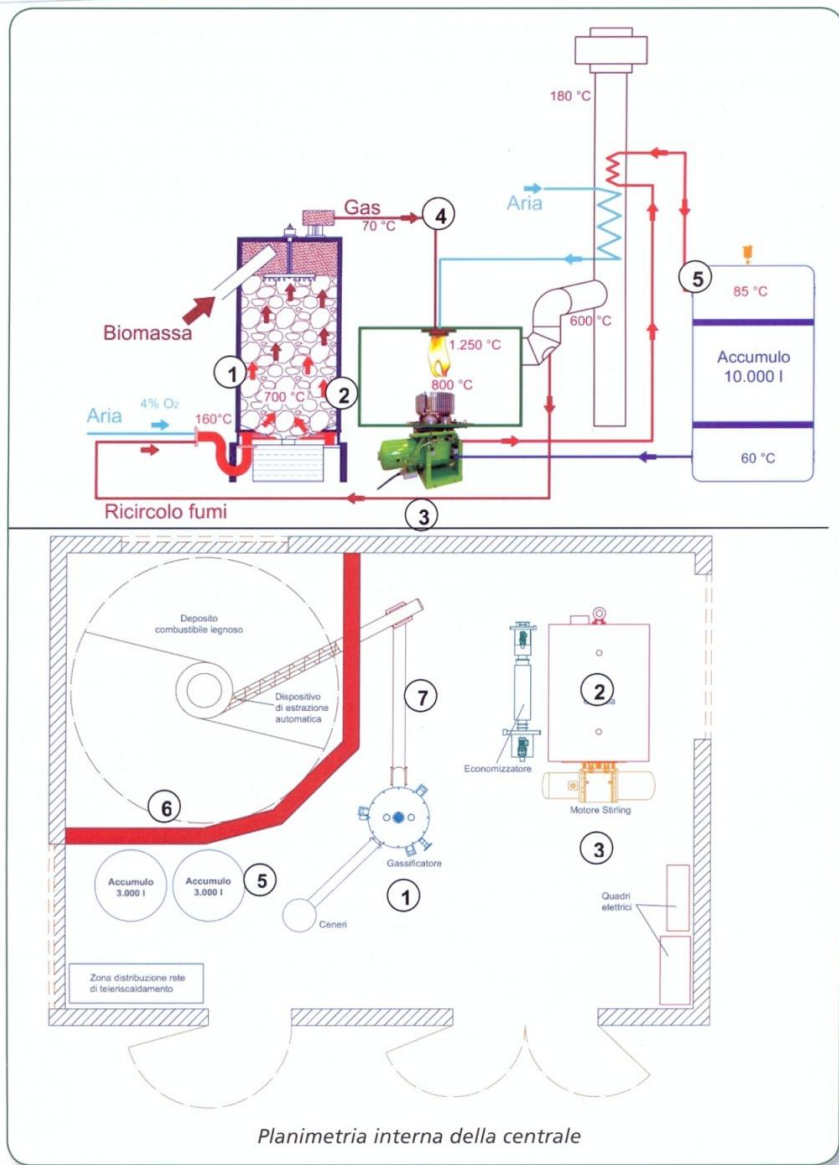 180 °C
Gas
70 °C
4
Aria
5
85 °C
Biomassa
600 °C
1.250 °C
Accumulo
10.000 l
1
2
800 °C
700 °C
4% O₂
Aria
160°C
60 °C
Ricircolo fumi
3
Deposito
combustibile legnoso
7
2
Dispositivo
di estrazione
automatica
Economizzatore
6
Motore Stirling
3
Gassificatore
Accumulo
3.000 l
Accumulo
3.000 l
5
1
Quadri
elettrici
Ceneri
Zona distribuzione rete
di teleriscaldamento
Planimetria interna della centrale